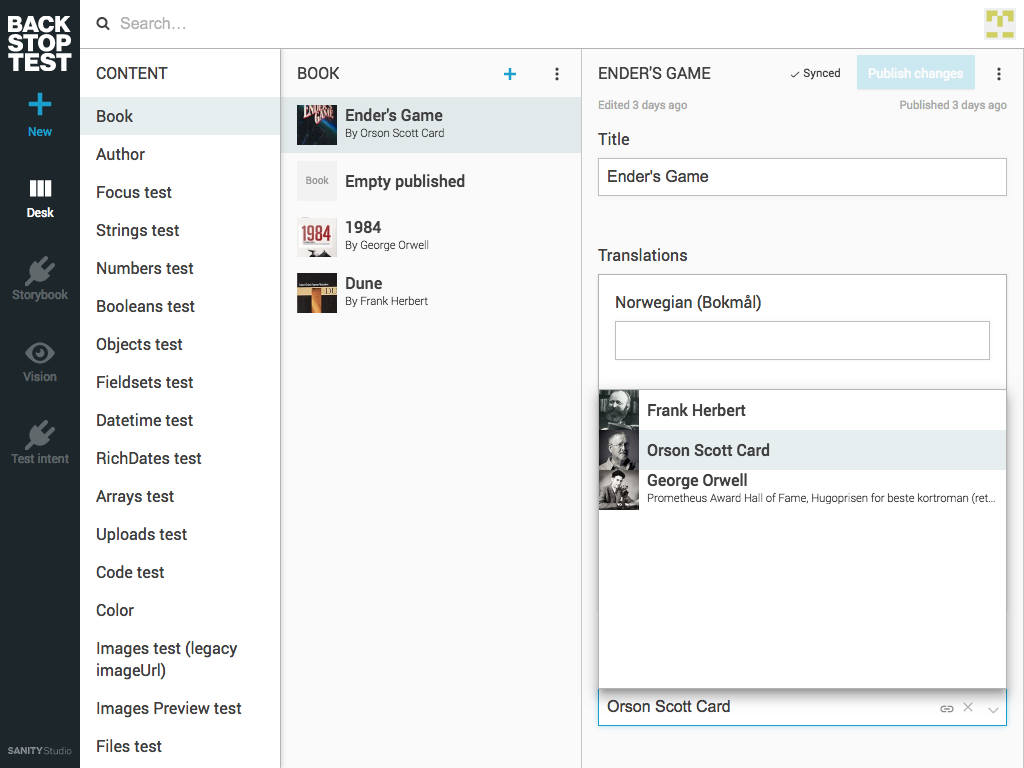 BACK
STOP
TEST
Search...
New
Desk
Storybook
Vision
Test intent
SANITY Studio
CONTENT
Book
Author
Focus test
Strings test
Numbers test
Booleans test
Objects test
Fieldsets test
Datetime test
RichDates test
Arrays test
Uploads test
Code test
Color
Images test (legacy
imageUrl)
Images Preview test
Files test
BOOK
Ender's Game
By Orson Scott Card
Book
Empty published
1984
1984
By George Orwell
Dune
By Frank Herbert
ENDER'S GAME
Synced
Publish changes
Edited 3 days ago
Published 3 days ago
Title
Ender's Game
Translations
Norwegian (Bokmål)
Frank Herbert
Orson Scott Card
George Orwell
Prometheus Award Hall of Fame, Hugoprisen for beste kortroman (ret...
Orson Scott Card